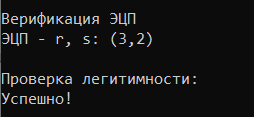 Верификация ЭЦП
ЭЦП - r, s: (3,2)
Проверка легитимности:
Успешно!